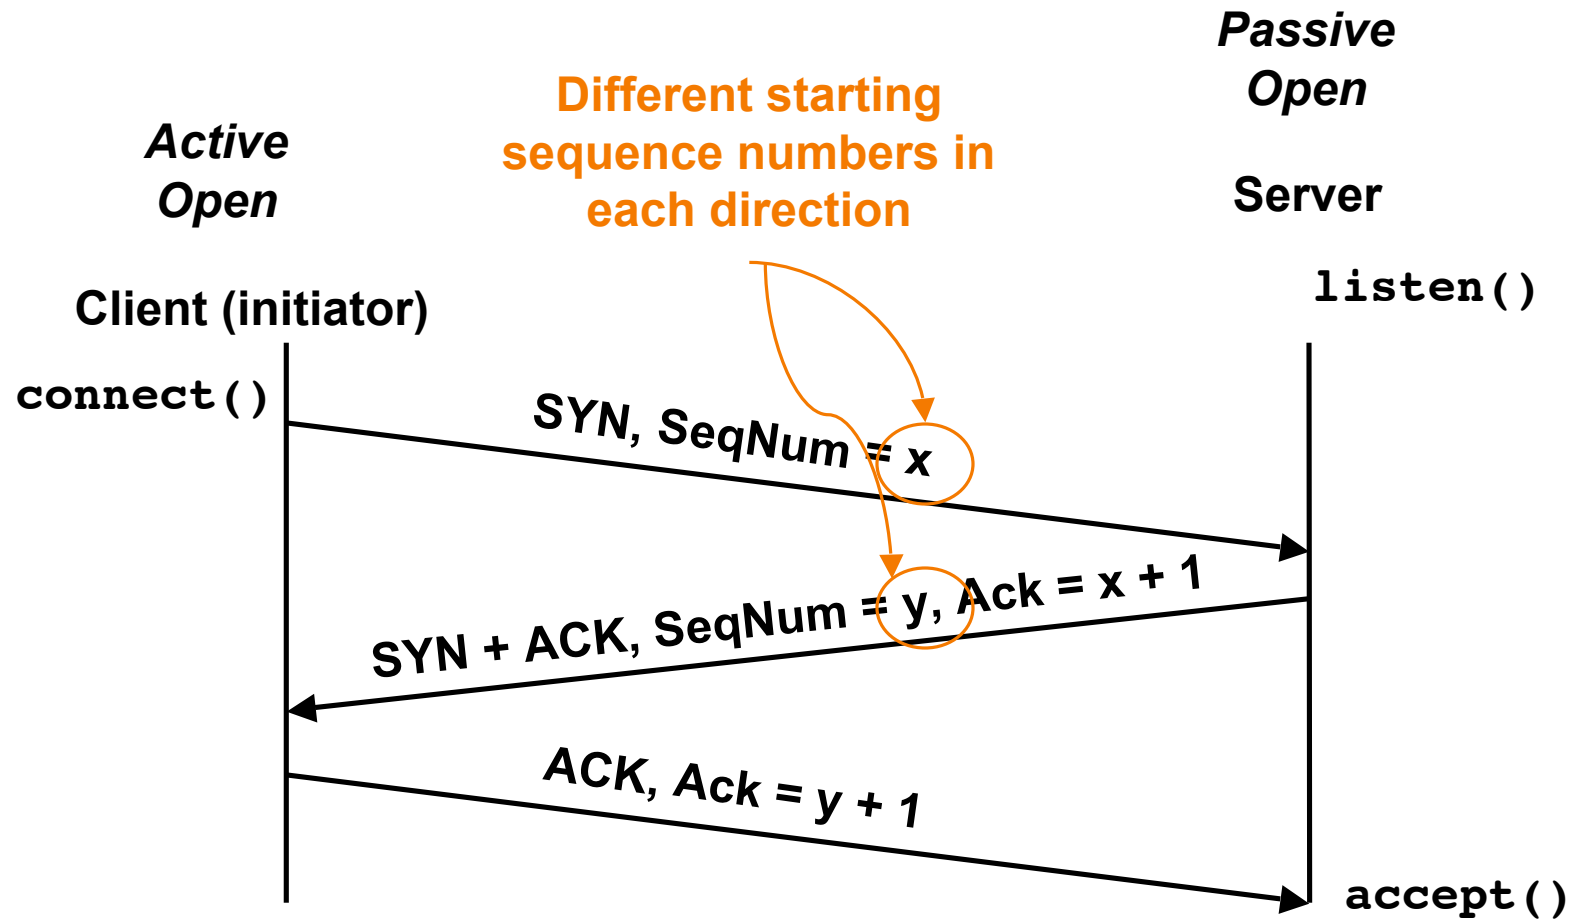 Passive
Open
Different starting
sequence numbers in
each direction
Active
Open
Server
Client (initiator)
listen()
connect()
SYN, SeqNum = x
SYN + ACK, SeqNum = y, Ack = x + 1
ACK, Ack = y + 1
accept()